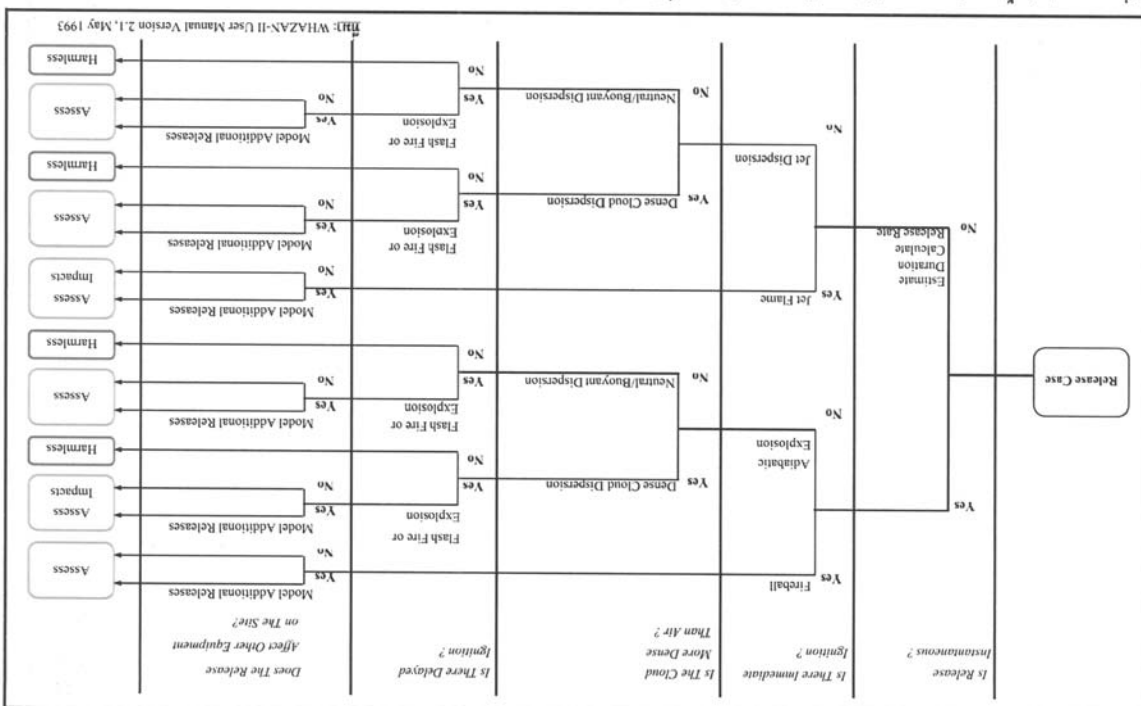 Is Release
Instantaneous ?
Is There Immediate
Ignition ?
Is The Cloud
More Dense
Than Air ?
Is There Delayed
Ignition ?
Does The Release
Affect Other Equipment
on The Site?
Yes
Fireball
Model Additional Releases
Yes
No
Assess
Yes
No
Adiabatic
Explosion
Yes
Dense Cloud Dispersion
Yes
Flash Fire or
Explosion
Model Additional Releases
Yes
No
Assess
Impacts
No
Harmless
No
Neutral/Buoyant Dispersion
Yes
Flash Fire or
Explosion
Model Additional Releases
Yes
No
Assess
No
Harmless
Release Case
No
Estimate
Duration
Calculate
Release Rate
Yes
Jet Flame
Model Additional Releases
Yes
No
Assess
Impacts
No
Jet Dispersion
Yes
Dense Cloud Dispersion
Yes
Flash Fire or
Explosion
Model Additional Releases
Yes
No
Assess
No
Harmless
No
Neutral/Buoyant Dispersion
Yes
Flash Fire or
Explosion
Model Additional Releases
Yes
No
Assess
No
Harmless
WHAZAN-II User Manual Version 2.1, May 1993